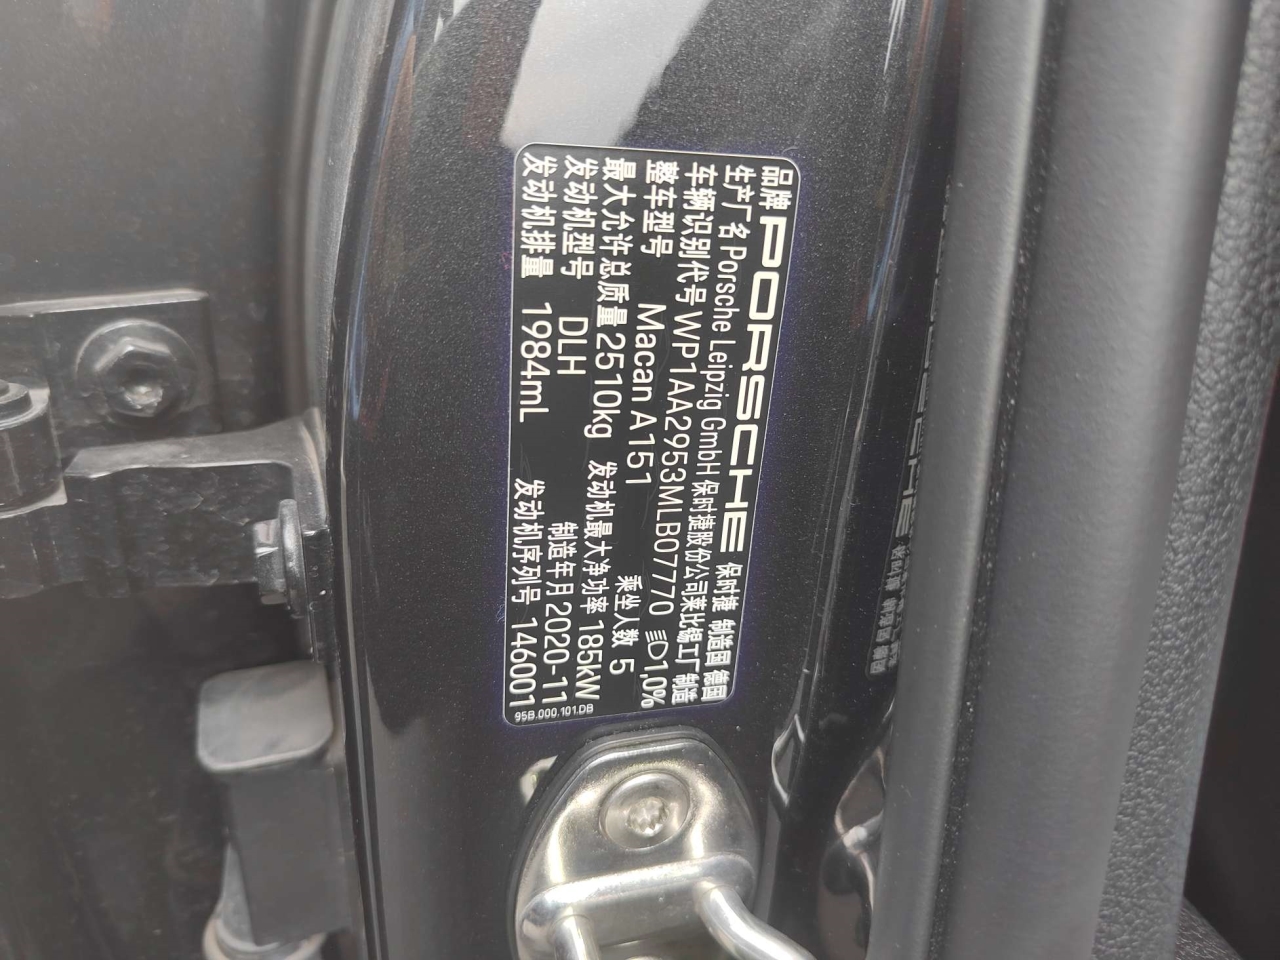 品牌 PORSCHE 保时捷 制造国 德国
生产厂名 Porsche Leipzig GmbH 保时捷股份公司莱比锡工厂制造
车辆识别代号 WP1AA2953MLB07770 1,0%
整车型号 Macan A151 乘坐人数 5
最大允许总质量 2510kg 发动机最大净功率 185kW
发动机型号 DLH 制造年月 2020-11
发动机排量 1984mL 发动机序列号 146001
95B.000.101.DB